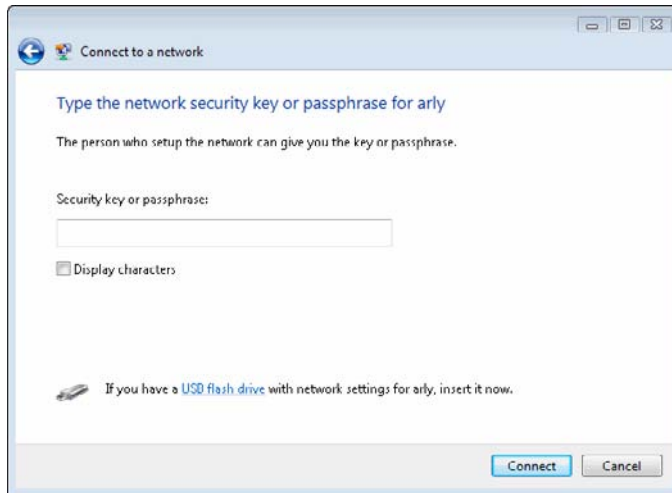 Connect to a network
Type the network security key or passphrase for arly
The person who setup the network can give you the key or passphrase.
Security key or passphrase:
Display characters
If you have a USB flash drive with network settings for arly, insert it now.
Connect Cancel